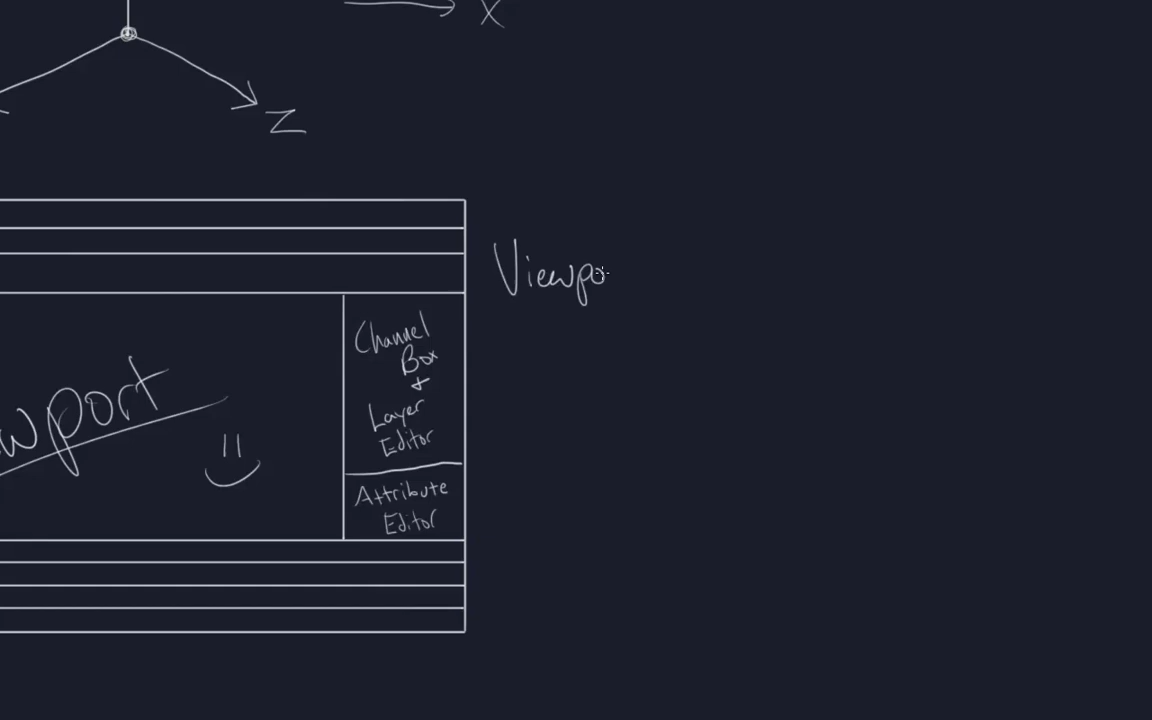 X
Z
Viewpo
Channel
Box
+
Layer
Editor
wport
Attribute
Editor